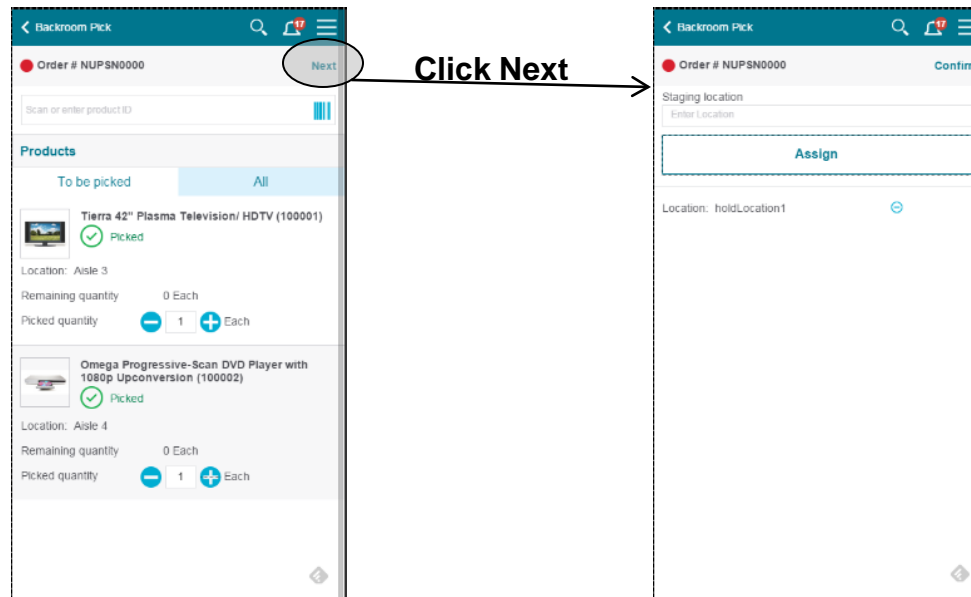 Backroom Pick
17
Order # NUPSN0000
Next
Scan or enter product ID
Products
To be picked
All
Tierra 42" Plasma Television/ HDTV (100001)
Picked
Location: Aisle 3
Remaining quantity 0 Each
Picked quantity 1 Each
Omega Progressive-Scan DVD Player with
1080p Upconversion (100002)
Picked
Location: Aisle 4
Remaining quantity 0 Each
Picked quantity 1 Each
Click Next
Backroom Pick
17
Order # NUPSN0000
Confirm
Staging location
Enter Location
Assign
Location: holdLocation1